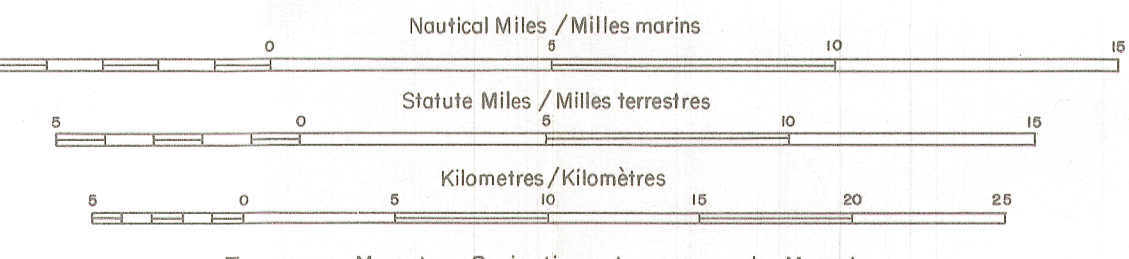 Nautical Miles / Milles marins
0 5 10 15
Statute Miles / Milles terrestres
5 0 5 10 15
Kilometres / Kilomètres
5 0 5 10 15 20 25